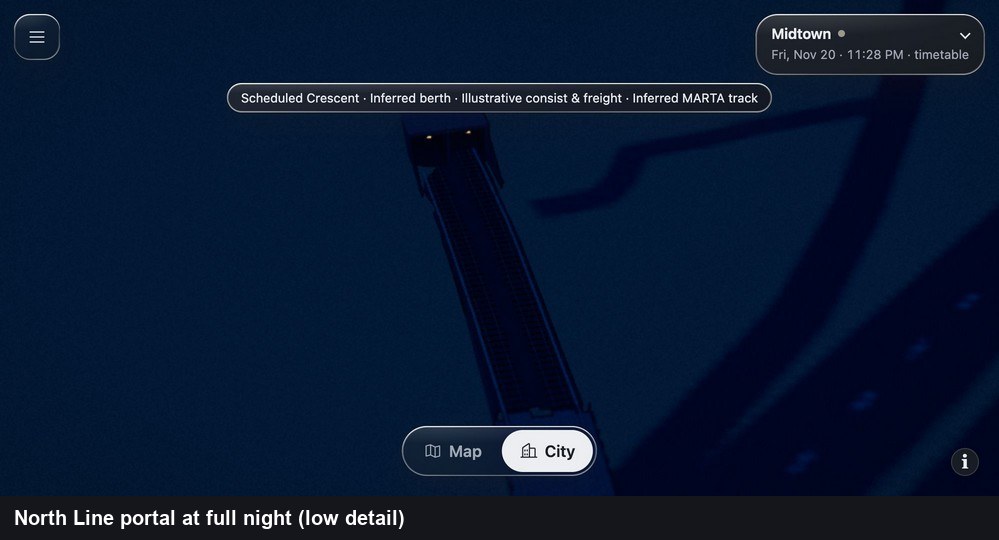 Midtown
Fri, Nov 20 · 11:28 PM · timetable
Scheduled Crescent · Inferred berth · Illustrative consist & freight · Inferred MARTA track
Map
City
i
North Line portal at full night (low detail)